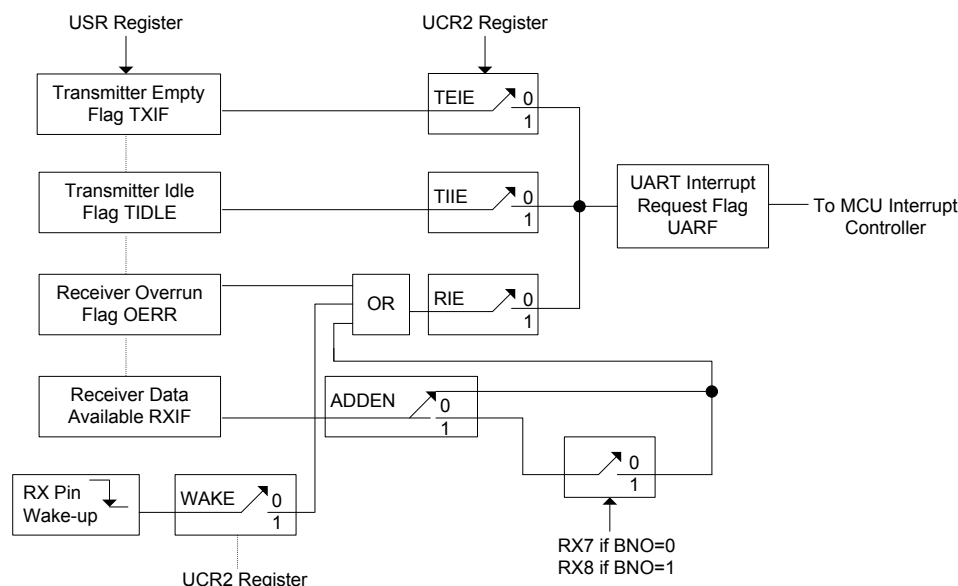 USR Register
UCR2 Register
Transmitter Empty
Flag TXIF
TEIE
0
1
Transmitter Idle
Flag TIDLE
TIIE
0
1
UART Interrupt
Request Flag
UARF
To MCU Interrupt
Controller
Receiver Overrun
Flag OERR
OR
RIE
0
1
Receiver Data
Available RXIF
ADDEN
0
1
0
1
RX Pin
Wake-up
WAKE
0
1
RX7 if BNO=0
RX8 if BNO=1
UCR2 Register